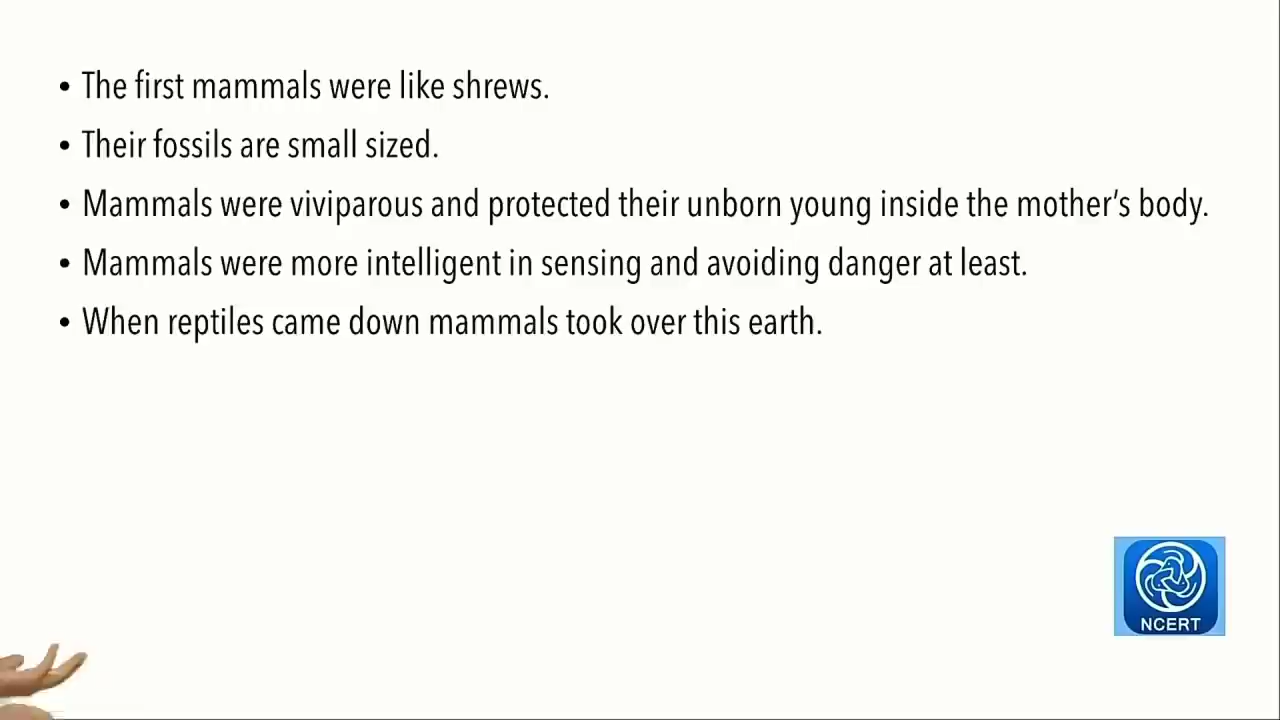 • The first mammals were like shrews.
• Their fossils are small sized.
• Mammals were viviparous and protected their unborn young inside the mother’s body.
• Mammals were more intelligent in sensing and avoiding danger at least.
• When reptiles came down mammals took over this earth.
NCERT